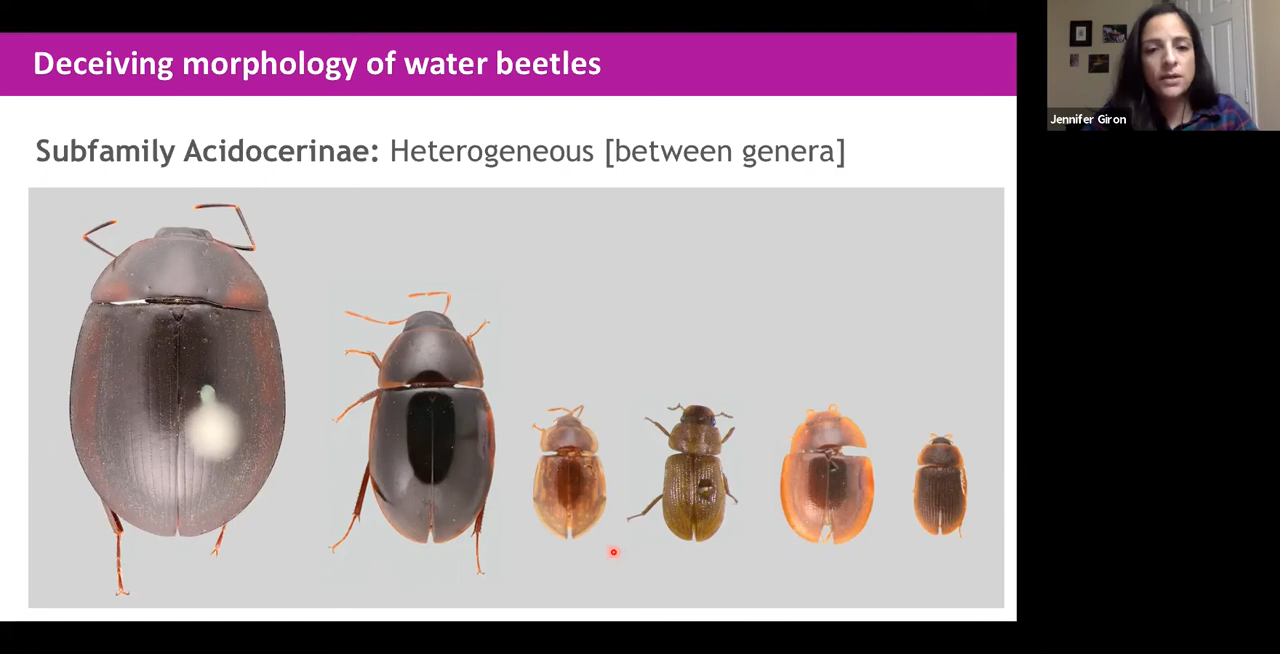 Deceiving morphology of water beetles
Jennifer Giron
Subfamily Acidocerinae: Heterogeneous [between genera]